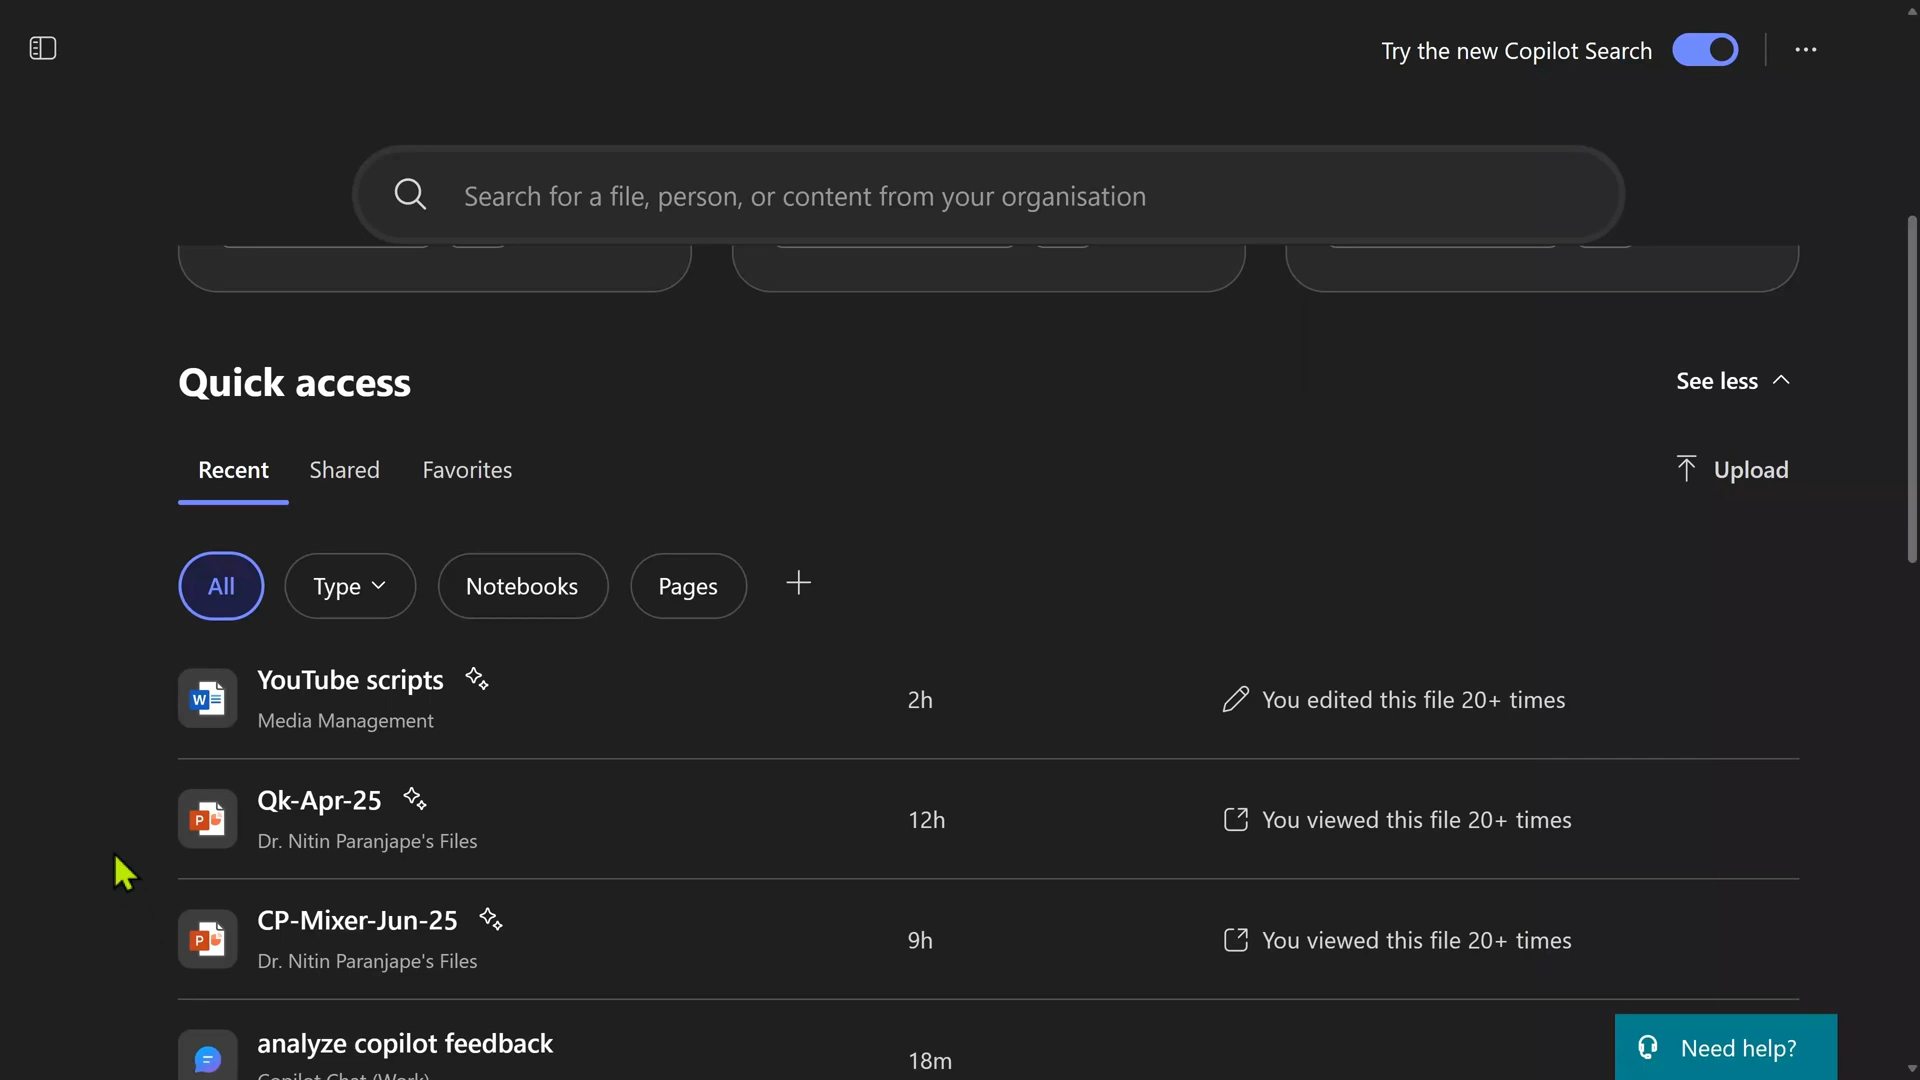 Try the new Copilot Search
Search for a file, person, or content from your organisation
Quick access
See less
Recent Shared Favorites
Upload
All Type Notebooks Pages
YouTube scripts
Media Management
2h
You edited this file 20+ times
Qk-Apr-25
Dr. Nitin Paranjape's Files
12h
You viewed this file 20+ times
CP-Mixer-Jun-25
Dr. Nitin Paranjape's Files
9h
You viewed this file 20+ times
analyze copilot feedback
Copilot Chat (Work)
18m
Need help?